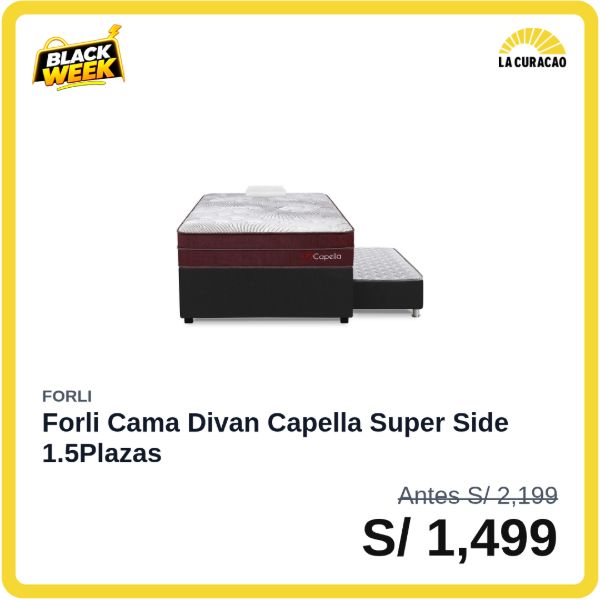 BLACK
WEEK
LA CURACAO
Capella
FORLI
Forli Cama Divan Capella Super Side
1.5Plazas
Antes S/ 2,199
S/ 1,499